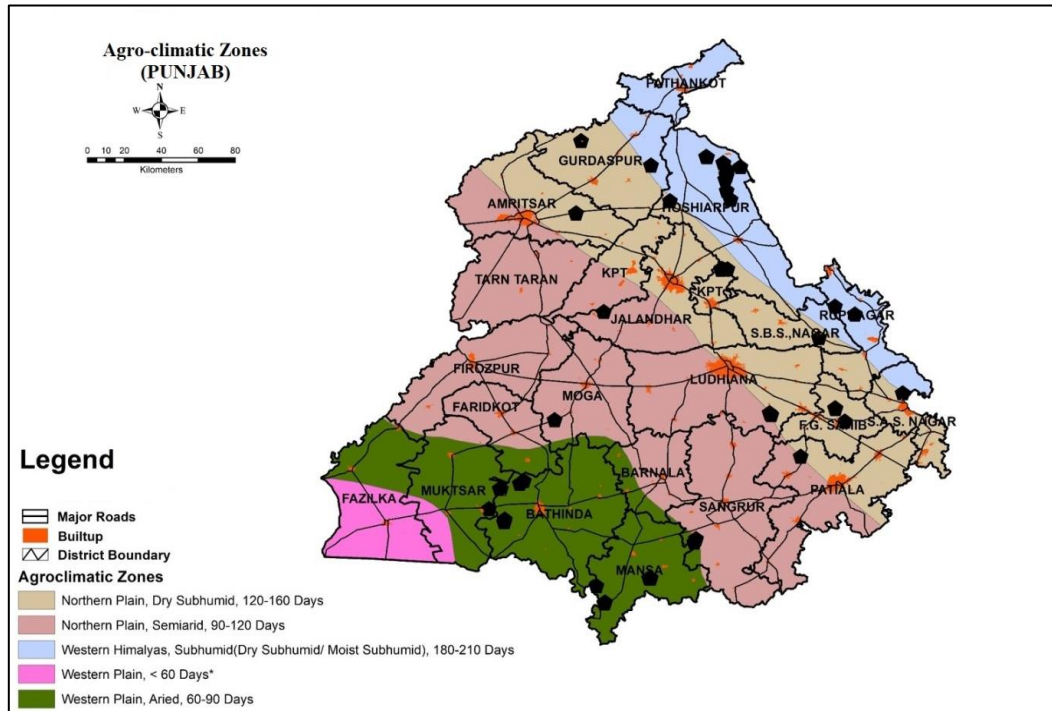 Agro-climatic Zones
(PUNJAB)
N
W E
S
0 10 20 40 60 80
Kilometers
PATHANKOT
GURDASPUR
HOSHIARPUR
AMRITSAR
TARN TARAN
KPT
KPT
JALANDHAR
RUPNAGAR
S.B.S.,NAGAR
FIROZPUR
LUDHIANA
MOGA
FARIDKOT
F.G. SAHIB
S.A.S. NAGAR
BARNALA
PATIALA
FAZILKA
MUKTSAR
BATHINDA
SANGRUR
MANSA
Legend
Major Roads
Builtup
District Boundary
Agroclimatic Zones
Northern Plain, Dry Subhumid, 120-160 Days
Northern Plain, Semiarid, 90-120 Days
Western Himalyas, Subhumid(Dry Subhumid/ Moist Subhumid), 180-210 Days
Western Plain, < 60 Days*
Western Plain, Aried, 60-90 Days